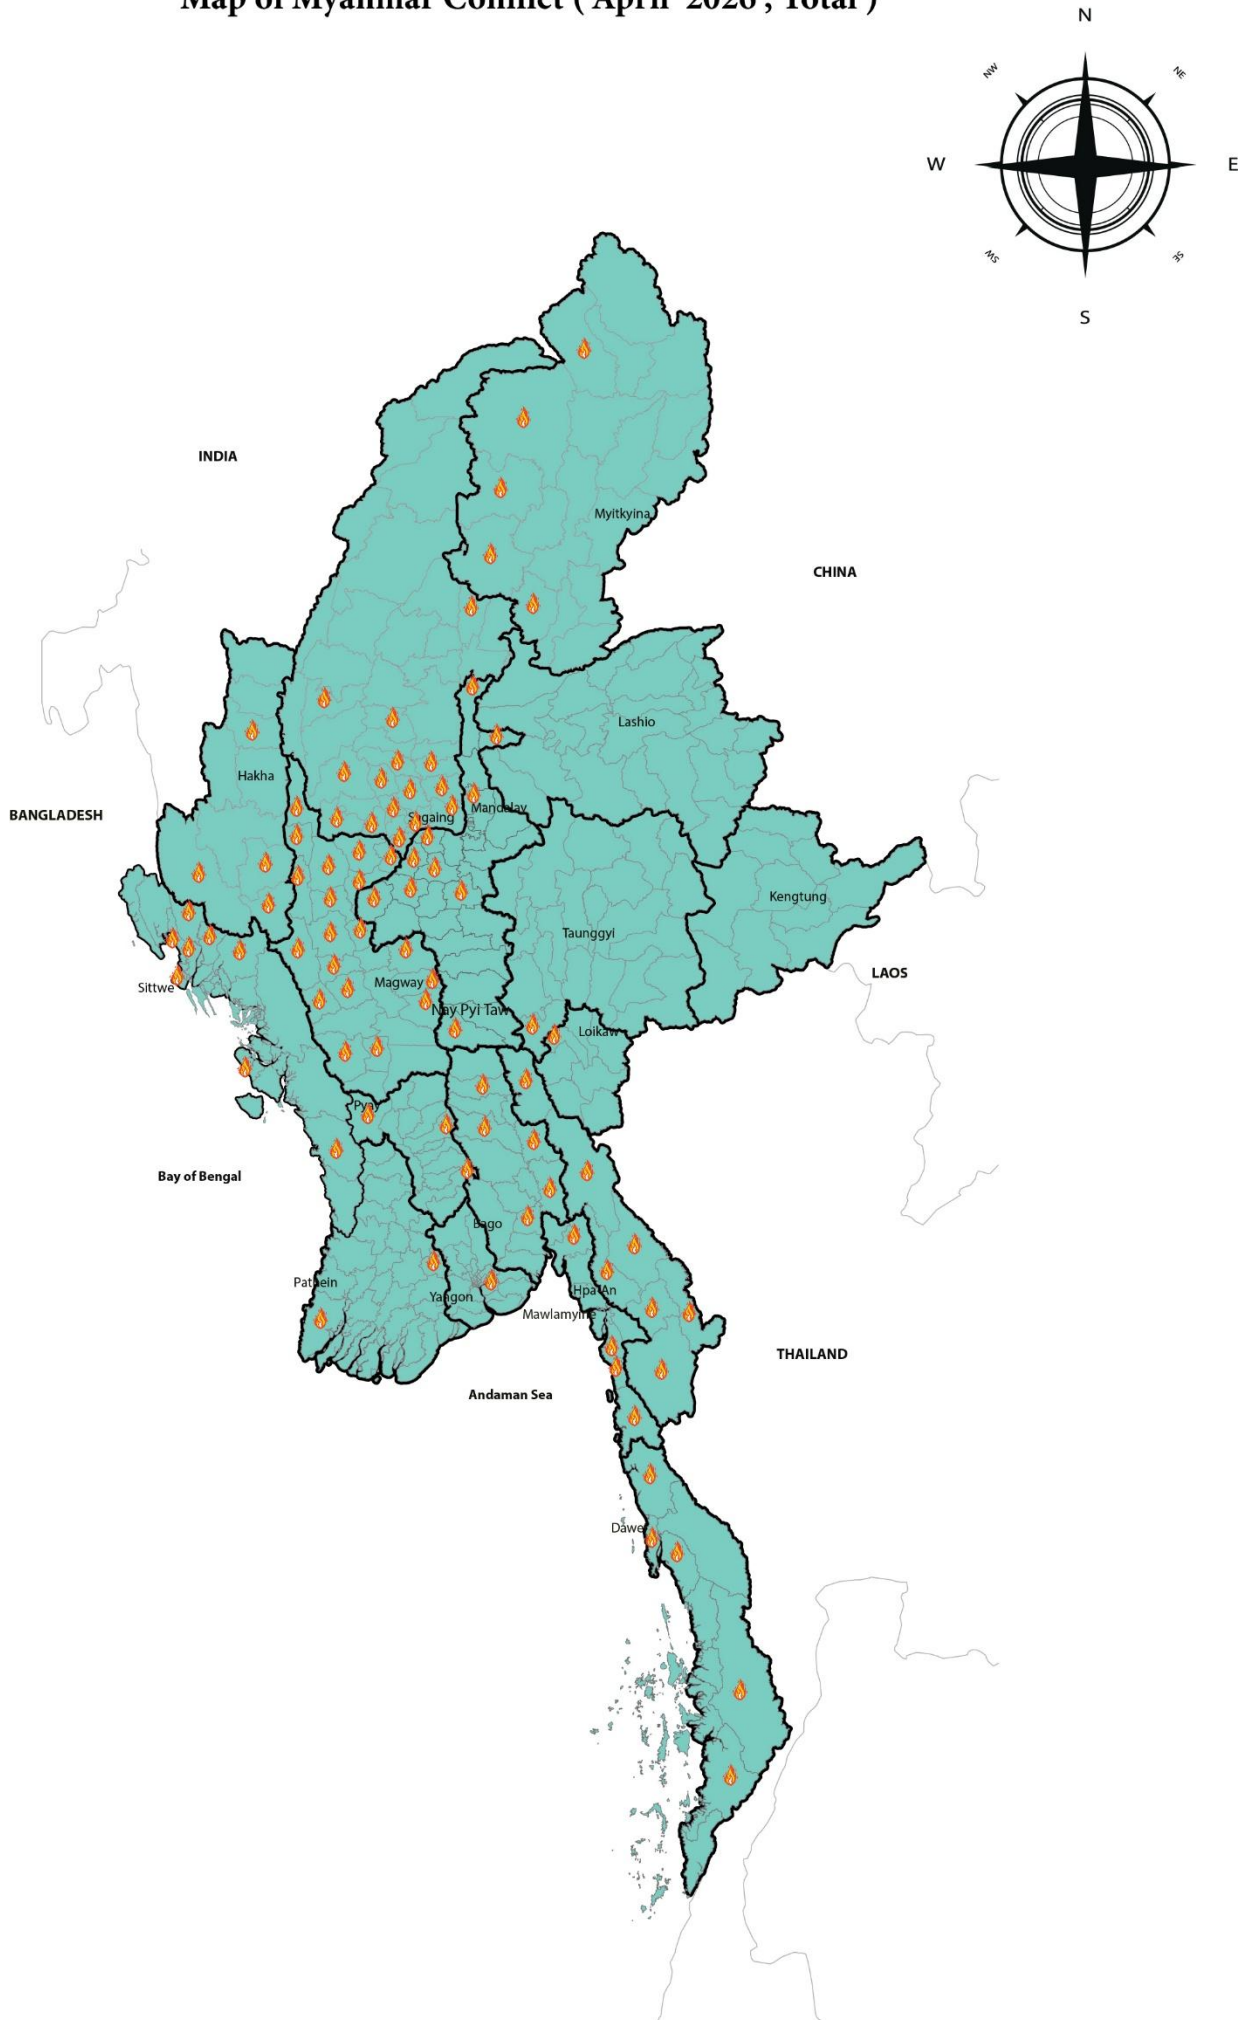 Map of Myanmar Conflict ( April 2026 , Total )
N
NW
NE
W
E
SW
SE
S
INDIA
Myitkyina
CHINA
Lashio
Hakha
Mandalay
BANGLADESH
Sagaing
Kengtung
Taunggyi
LAOS
Magway
Sittwe
Nay Pyi Taw
Loikaw
Pyay
Bay of Bengal
Bago
Pathein
Hpa-An
Yangon
Mawlamyine
THAILAND
Andaman Sea
Dawei